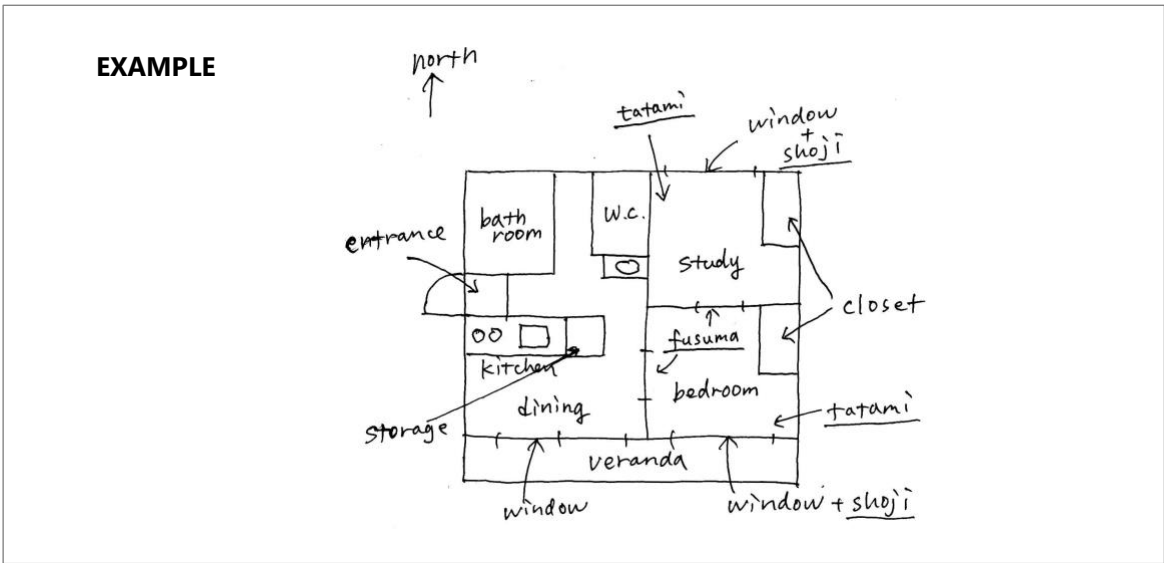 EXAMPLE
north
tatami
window
+
shoji
bath
room
W.C.
entrance
study
closet
fusuma
kitchen
bedroom
dining
tatami
storage
veranda
window
window + shoji